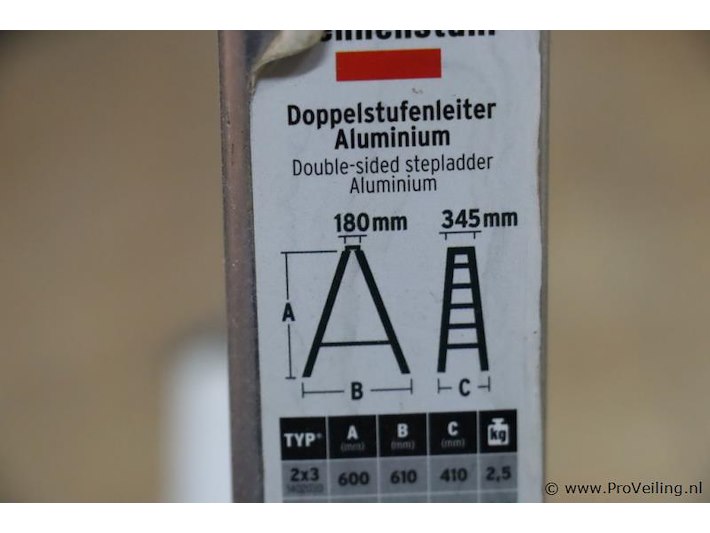 Doppelstufenleiter
Aluminium
Double-sided stepladder
Aluminium
180mm 345mm
A
B C
TYP A B C kg
(mm) (mm) (mm)
2x3 600 610 410 2,5
© www.ProVeiling.nl